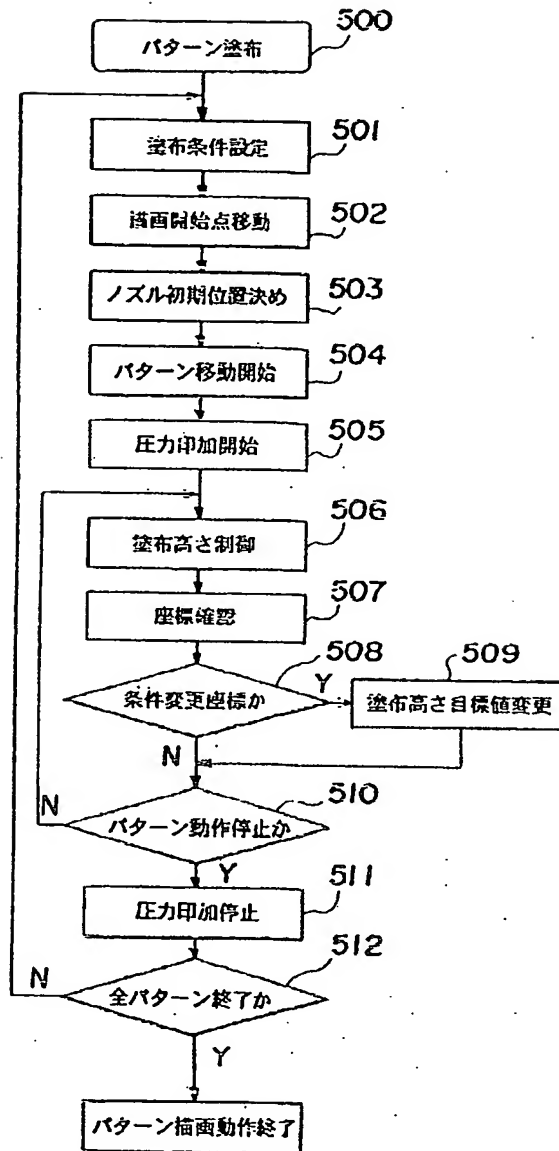 500
パターン塗布
501
塗布条件設定
502
描画開始点移動
503
ノズル初期位置決め
504
パターン移動開始
505
圧力印加開始
506
塗布高さ制御
507
座標確認
508
条件変更座標か
Y
509
塗布高さ目標値変更
N
510
パターン動作停止か
N
Y
511
圧力印加停止
512
全パターン終了か
N
Y
パターン描画動作終了